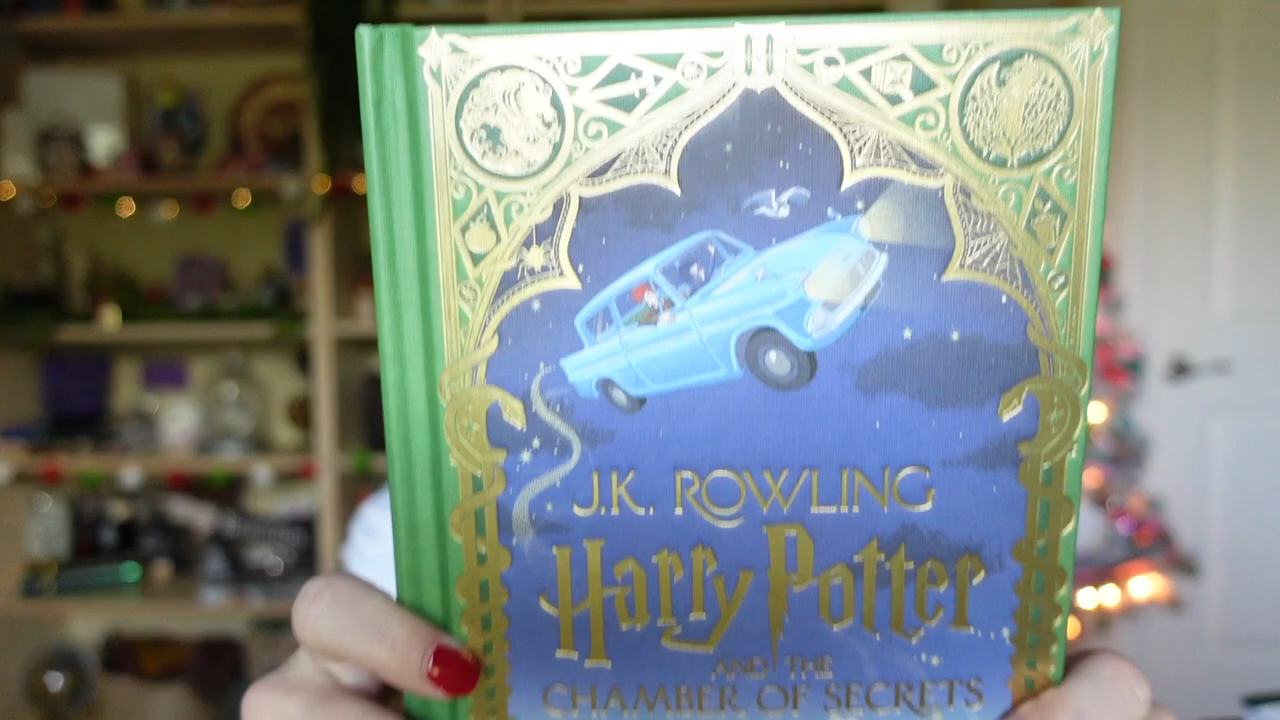 J.K. ROWLING
Harry Potter
AND THE
CHAMBER OF SECRETS